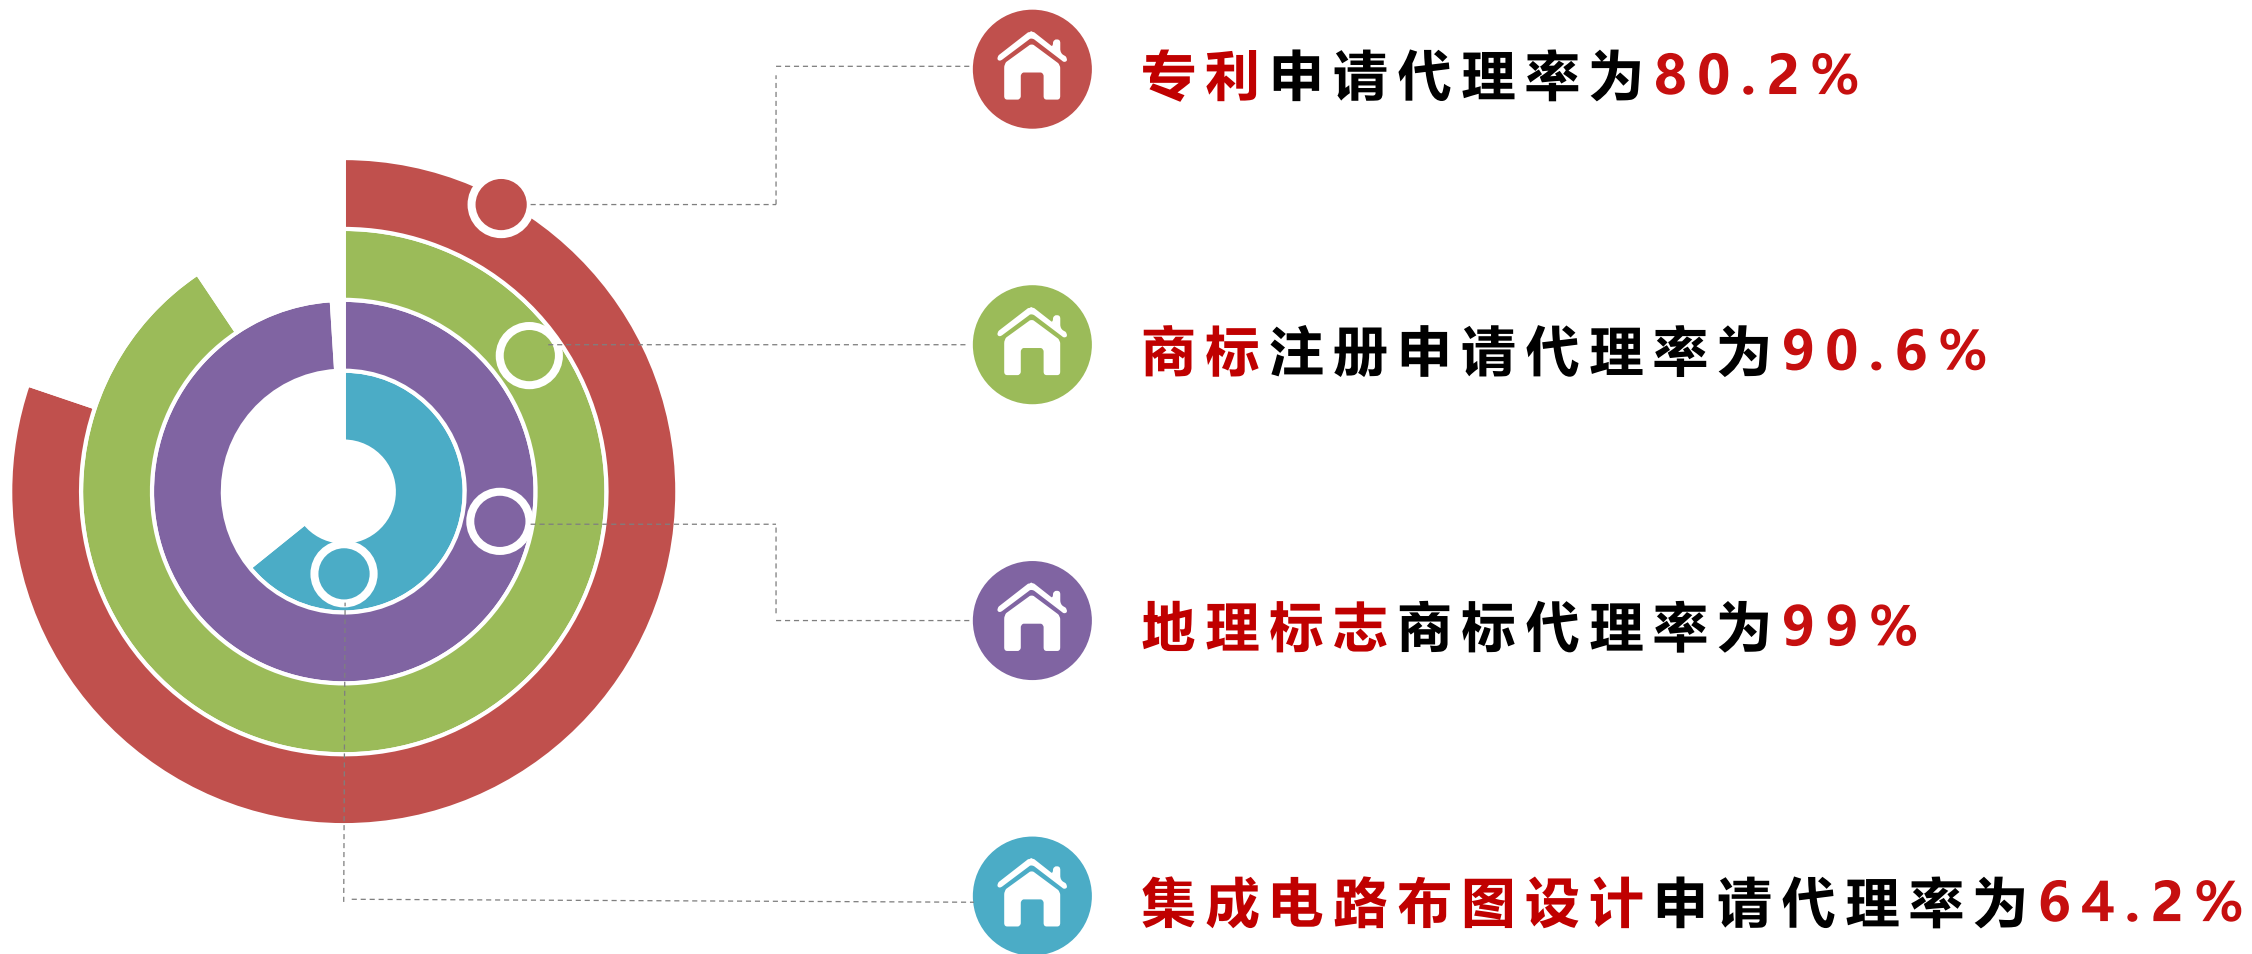 专利申请代理率为80.2%
商标注册申请代理率为90.6%
地理标志商标代理率为99%
集成电路布图设计申请代理率为64.2%